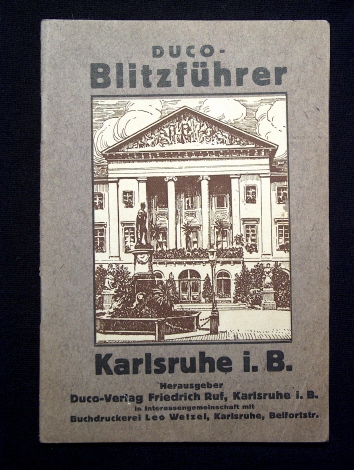 DUCO-
Blitzführer
Karlsruhe i. B.
Herausgeber
Duco-Verlag Friedrich Ruf, Karlsruhe i. B.
in Interessengemeinschaft mit
Buchdruckerei Leo Wetzel, Karlsruhe, Belfortstr.